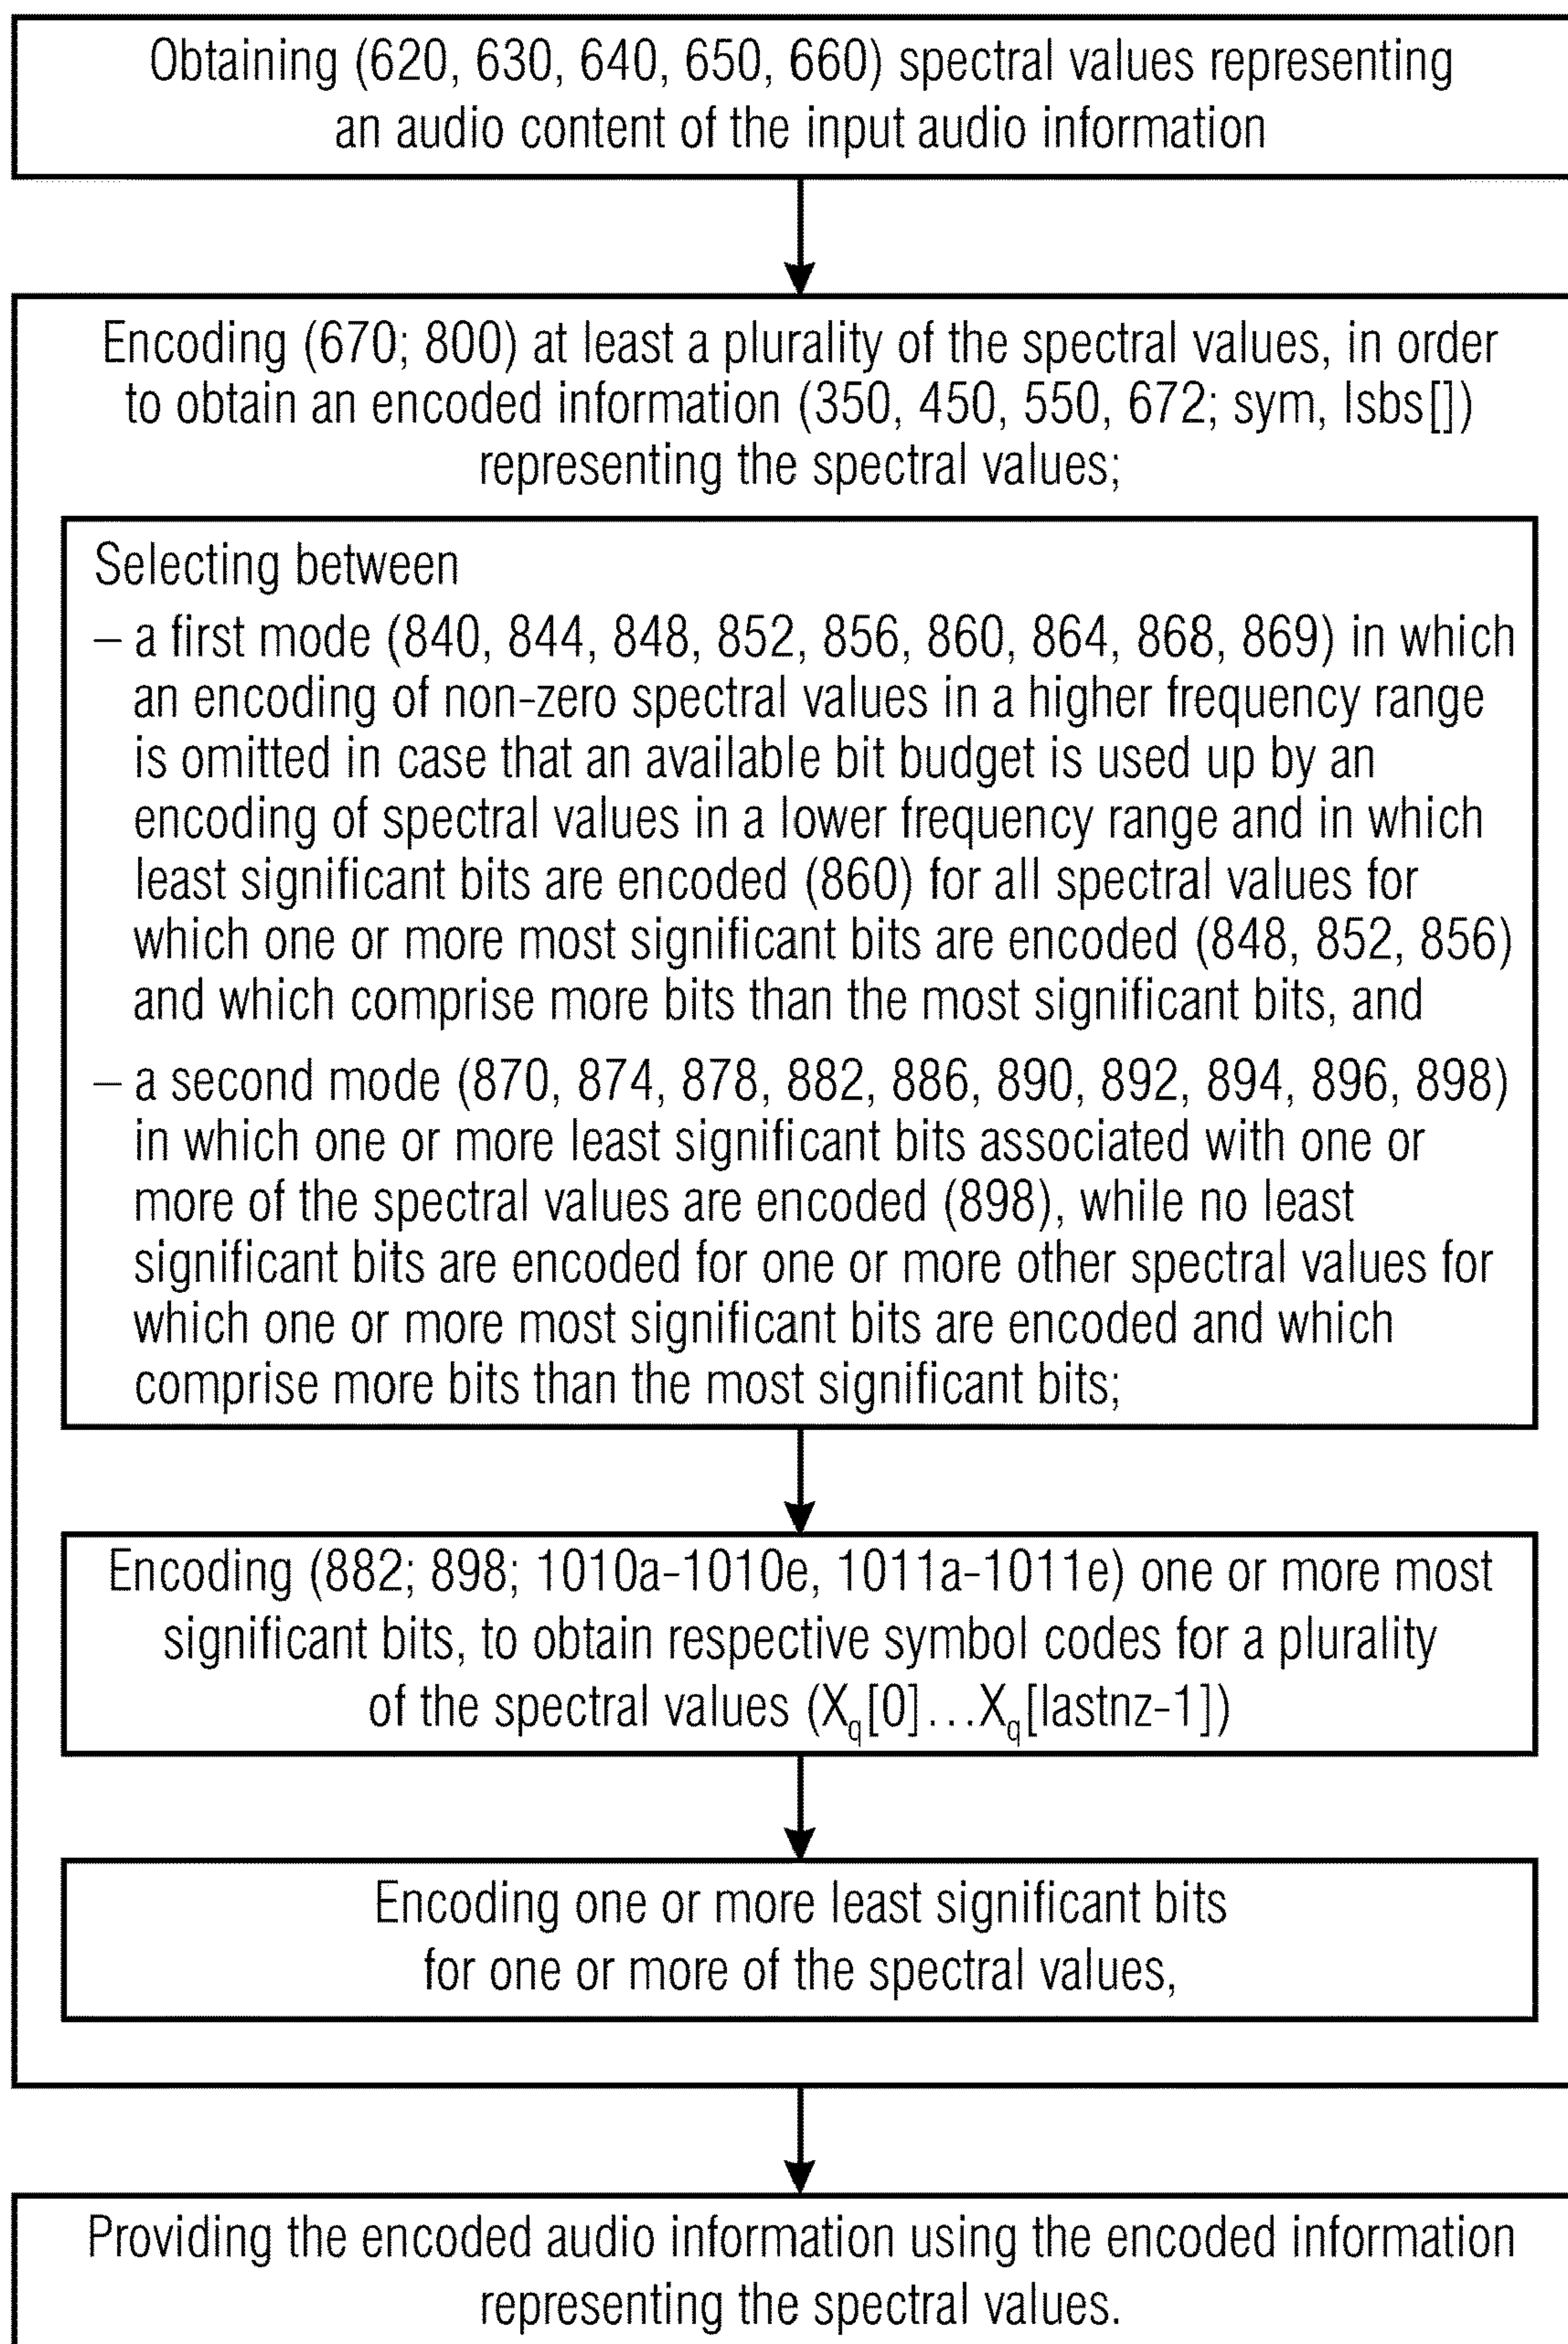 Obtaining (620, 630, 640, 650, 660) spectral values representing
an audio content of the input audio information
Encoding (670; 800) at least a plurality of the spectral values, in order
to obtain an encoded information (350, 450, 550, 672; sym, lsbs[])
representing the spectral values;
Selecting between
– a first mode (840, 844, 848, 852, 856, 860, 864, 868, 869) in which
an encoding of non-zero spectral values in a higher frequency range
is omitted in case that an available bit budget is used up by an
encoding of spectral values in a lower frequency range and in which
least significant bits are encoded (860) for all spectral values for
which one or more most significant bits are encoded (848, 852, 856)
and which comprise more bits than the most significant bits, and
– a second mode (870, 874, 878, 882, 886, 890, 892, 894, 896, 898)
in which one or more least significant bits associated with one or
more of the spectral values are encoded (898), while no least
significant bits are encoded for one or more other spectral values for
which one or more most significant bits are encoded and which
comprise more bits than the most significant bits;
Encoding (882; 898; 1010a-1010e, 1011a-1011e) one or more most
significant bits, to obtain respective symbol codes for a plurality
of the spectral values (Xq[0]...Xq[lastnz-1])
Encoding one or more least significant bits
for one or more of the spectral values,
Providing the encoded audio information using the encoded information
representing the spectral values.